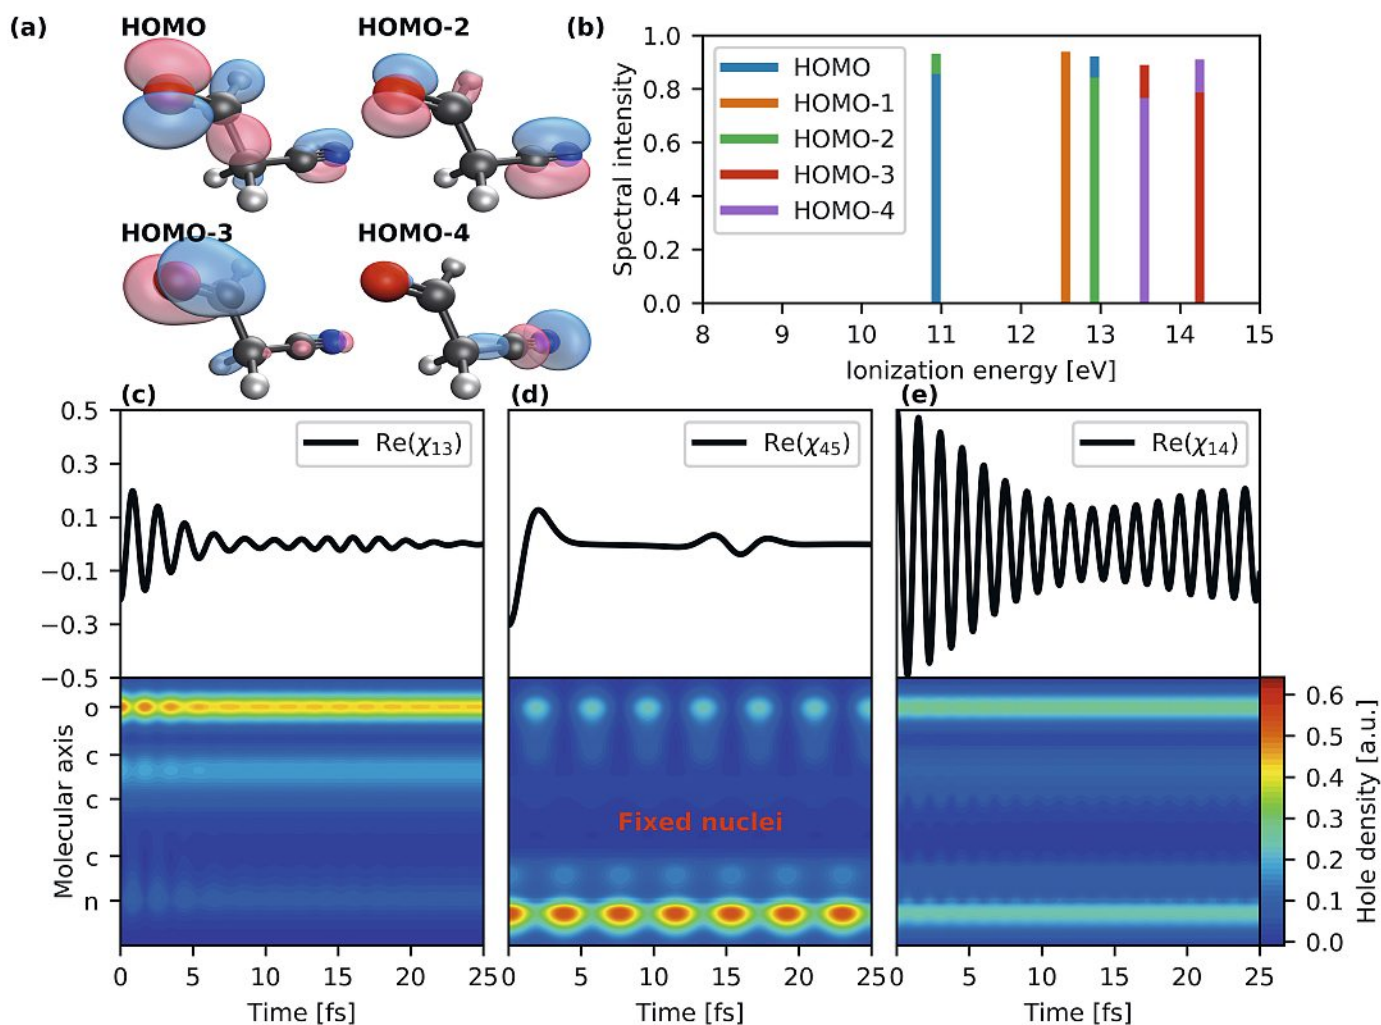 (a)
HOMO
HOMO-2
HOMO-3
HOMO-4
(b)
1.0
0.8
0.6
0.4
0.2
0.0
Spectral intensity
HOMO
HOMO-1
HOMO-2
HOMO-3
HOMO-4
8 9 10 11 12 13 14 15
Ionization energy [eV]
(c)
0.5
0.3
0.1
−0.1
−0.3
−0.5
Re(χ₁₃)
(d)
Re(χ₄₅)
(e)
Re(χ₁₄)
Molecular axis
o
c
c
c
n
0 5 10 15 20 25
Time [fs]
Fixed nuclei
0 5 10 15 20 25
Time [fs]
0 5 10 15 20 25
Time [fs]
0.6
0.5
0.4
0.3
0.2
0.1
0.0
Hole density [a.u.]